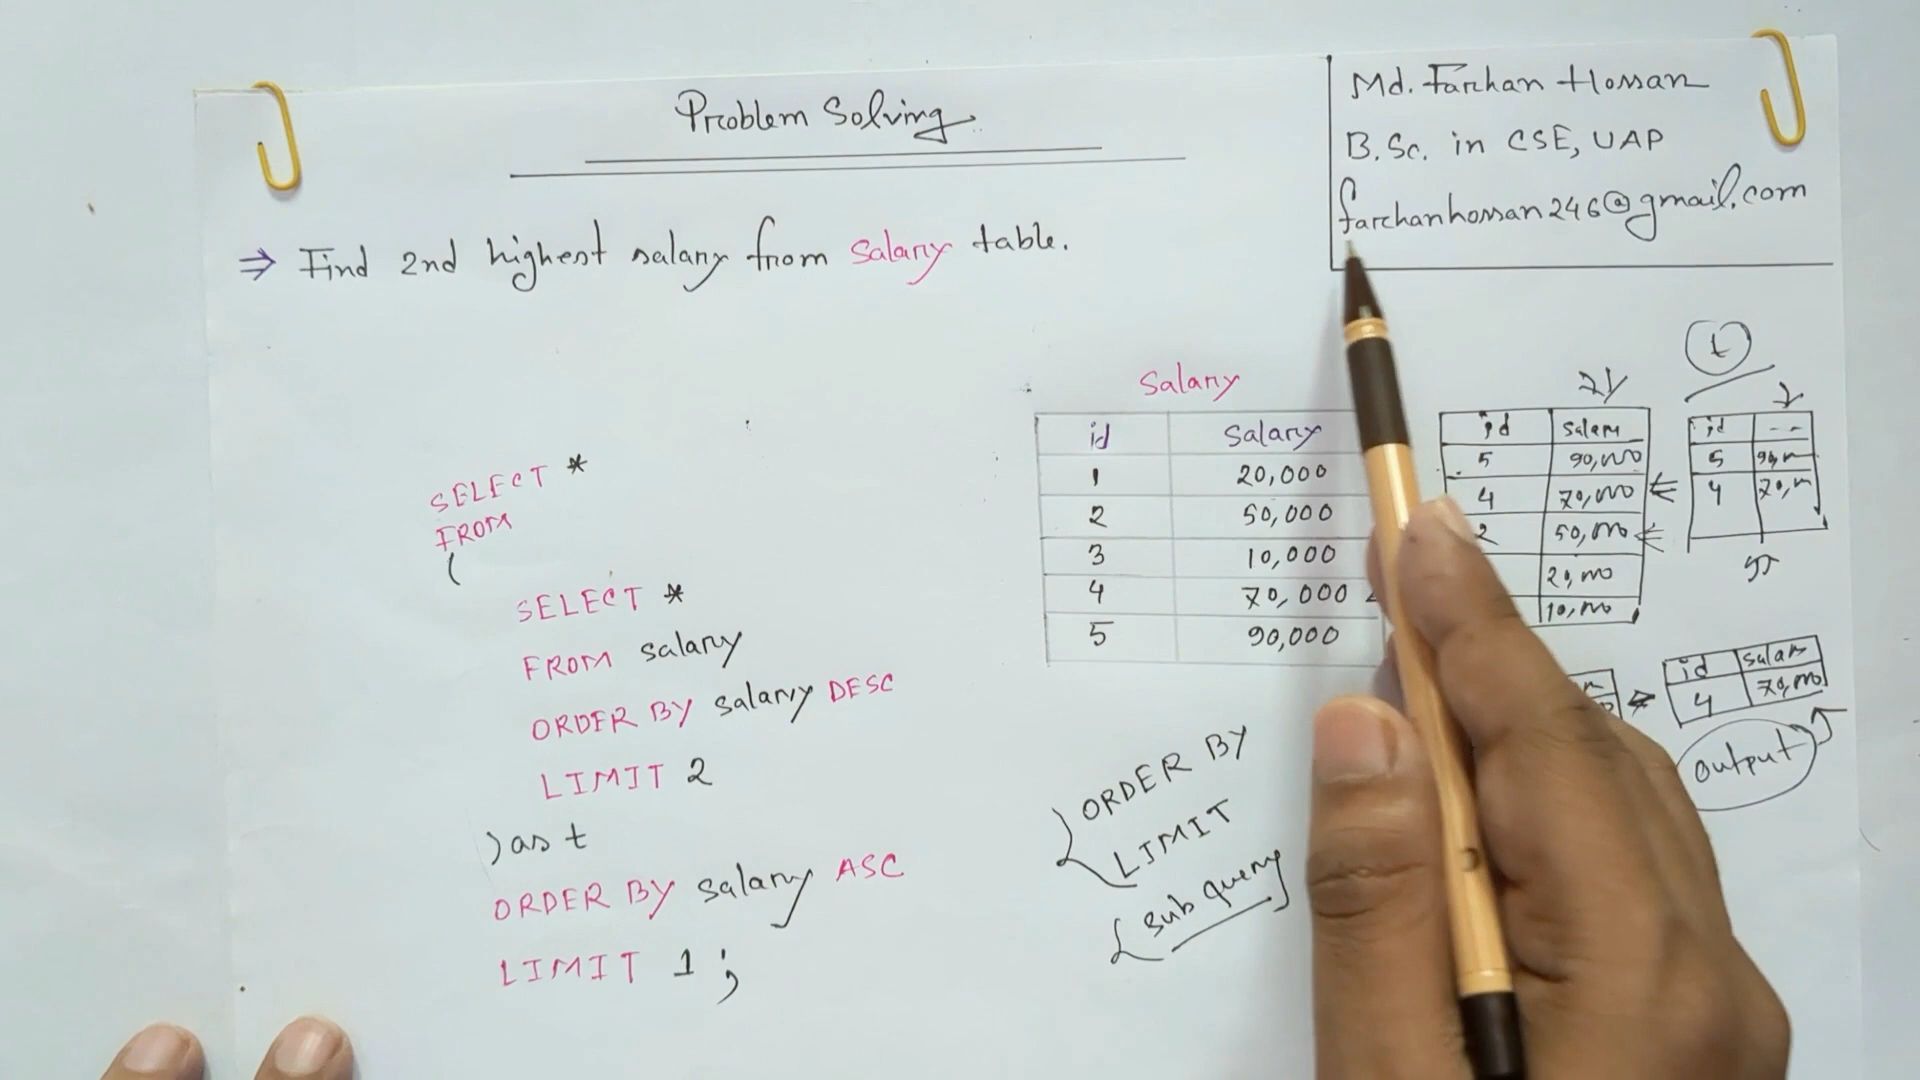 Problem Solving
Md. Farhan Hossan
B.Sc. in CSE, UAP
farhanhossan246@gmail.com
⇒ Find 2nd highest salary from Salary table.
SELECT *
FROM
(
SELECT *
FROM salary
ORDER BY salary DESC
LIMIT 2
) as t
ORDER BY salary ASC
LIMIT 1 ;
Salary
id Salary
1 20,000
2 50,000
3 10,000
4 70,000
5 90,000
id salary
5 90,000
4 70,000
2 50,000
20,000
10,000
id --
5
4
id salary
4 70,000
output
ORDER BY
LIMIT
Sub query